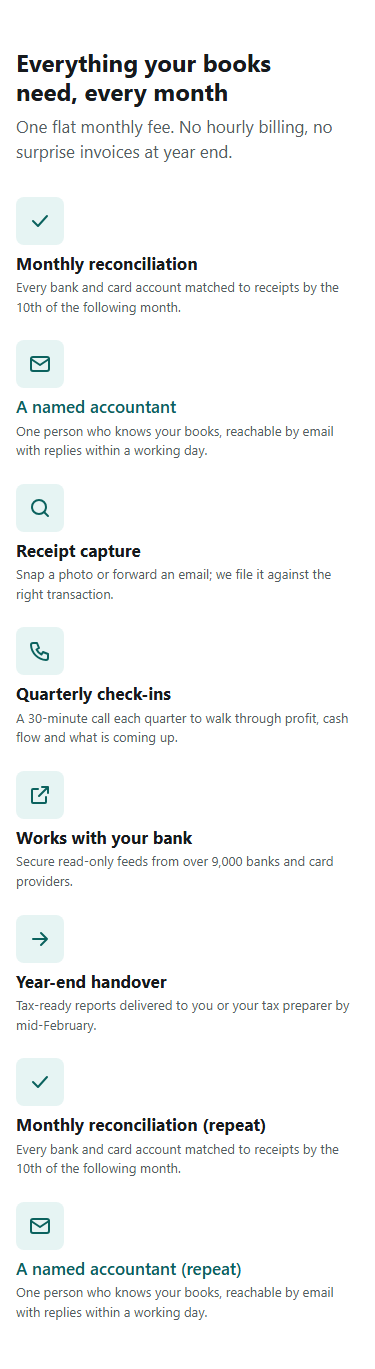 Everything your books
need, every month
One flat monthly fee. No hourly billing, no
surprise invoices at year end.
Monthly reconciliation
Every bank and card account matched to receipts by the
10th of the following month.
A named accountant
One person who knows your books, reachable by email
with replies within a working day.
Receipt capture
Snap a photo or forward an email; we file it against the
right transaction.
Quarterly check-ins
A 30-minute call each quarter to walk through profit, cash
flow and what is coming up.
Works with your bank
Secure read-only feeds from over 9,000 banks and card
providers.
Year-end handover
Tax-ready reports delivered to you or your tax preparer by
mid-February.
Monthly reconciliation (repeat)
Every bank and card account matched to receipts by the
10th of the following month.
A named accountant (repeat)
One person who knows your books, reachable by email
with replies within a working day.